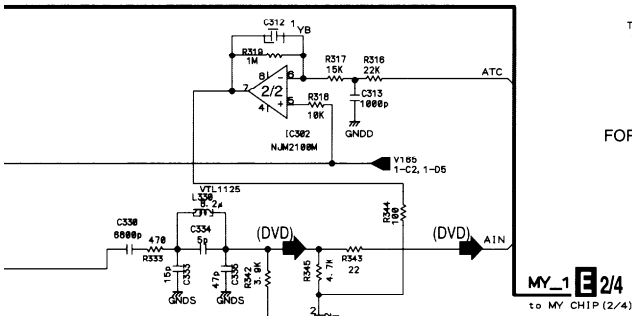 C312 1
YB
R319
1M
8
7
2/2
4
6
5
R317
15K
R316
22K
ATC
C313
1000p
GNDD
R318
10K
IC302
NJM2100M
V165
1-C2, 1-D5
VTL1125
L330
8.2μ
C330
6800p
470
R333
C334
5p
15p
C333
GNDS
47p
C336
GNDS
R342
3.9K
(DVD)
R345
4.7K
R343
22
R344
100
(DVD)
AIN
MY_1 E 2/4
to MY CHIP (2/4)
FOR
T
2